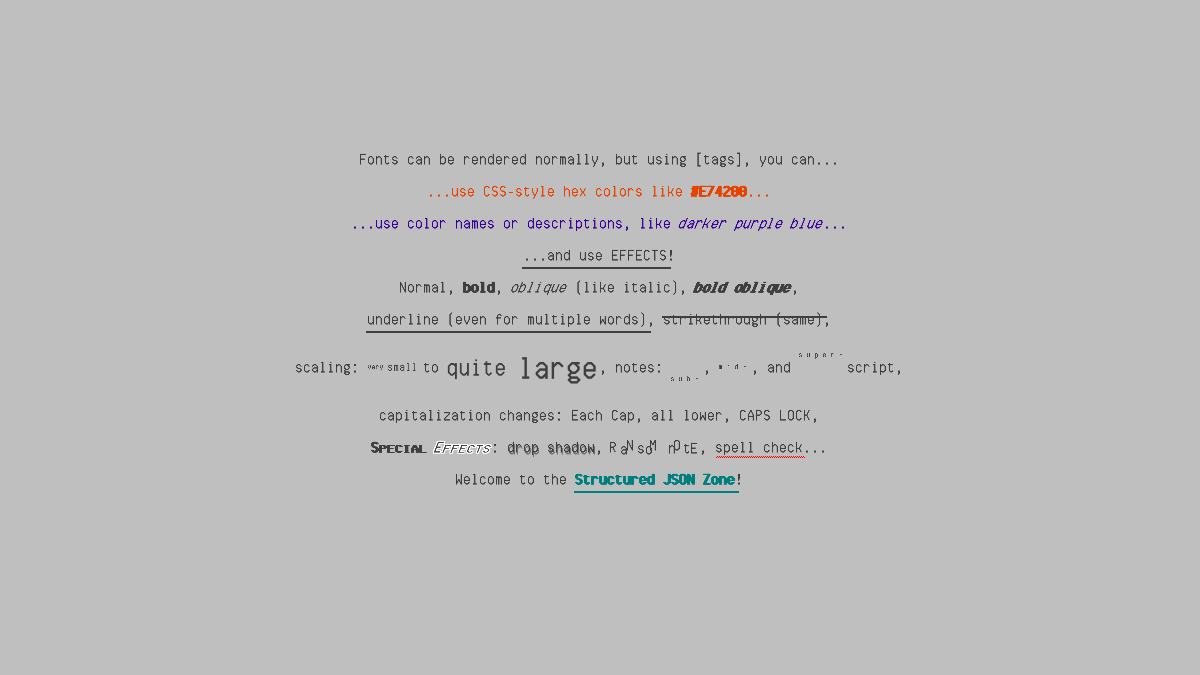 Fonts can be rendered normally, but using [tags], you can...
...use CSS-style hex colors like #E74200...
...use color names or descriptions, like darker purple blue...
...and use EFFECTS!
Normal, bold, oblique (like italic), bold oblique,
underline (even for multiple words), strikethrough (same),
scaling: very small to quite large, notes: sub-, mid-, and super-script,
capitalization changes: Each Cap, all lower, CAPS LOCK,
Special Effects: drop shadow, RaNsoM nOtE, spell check...
Welcome to the Structured JSON Zone!